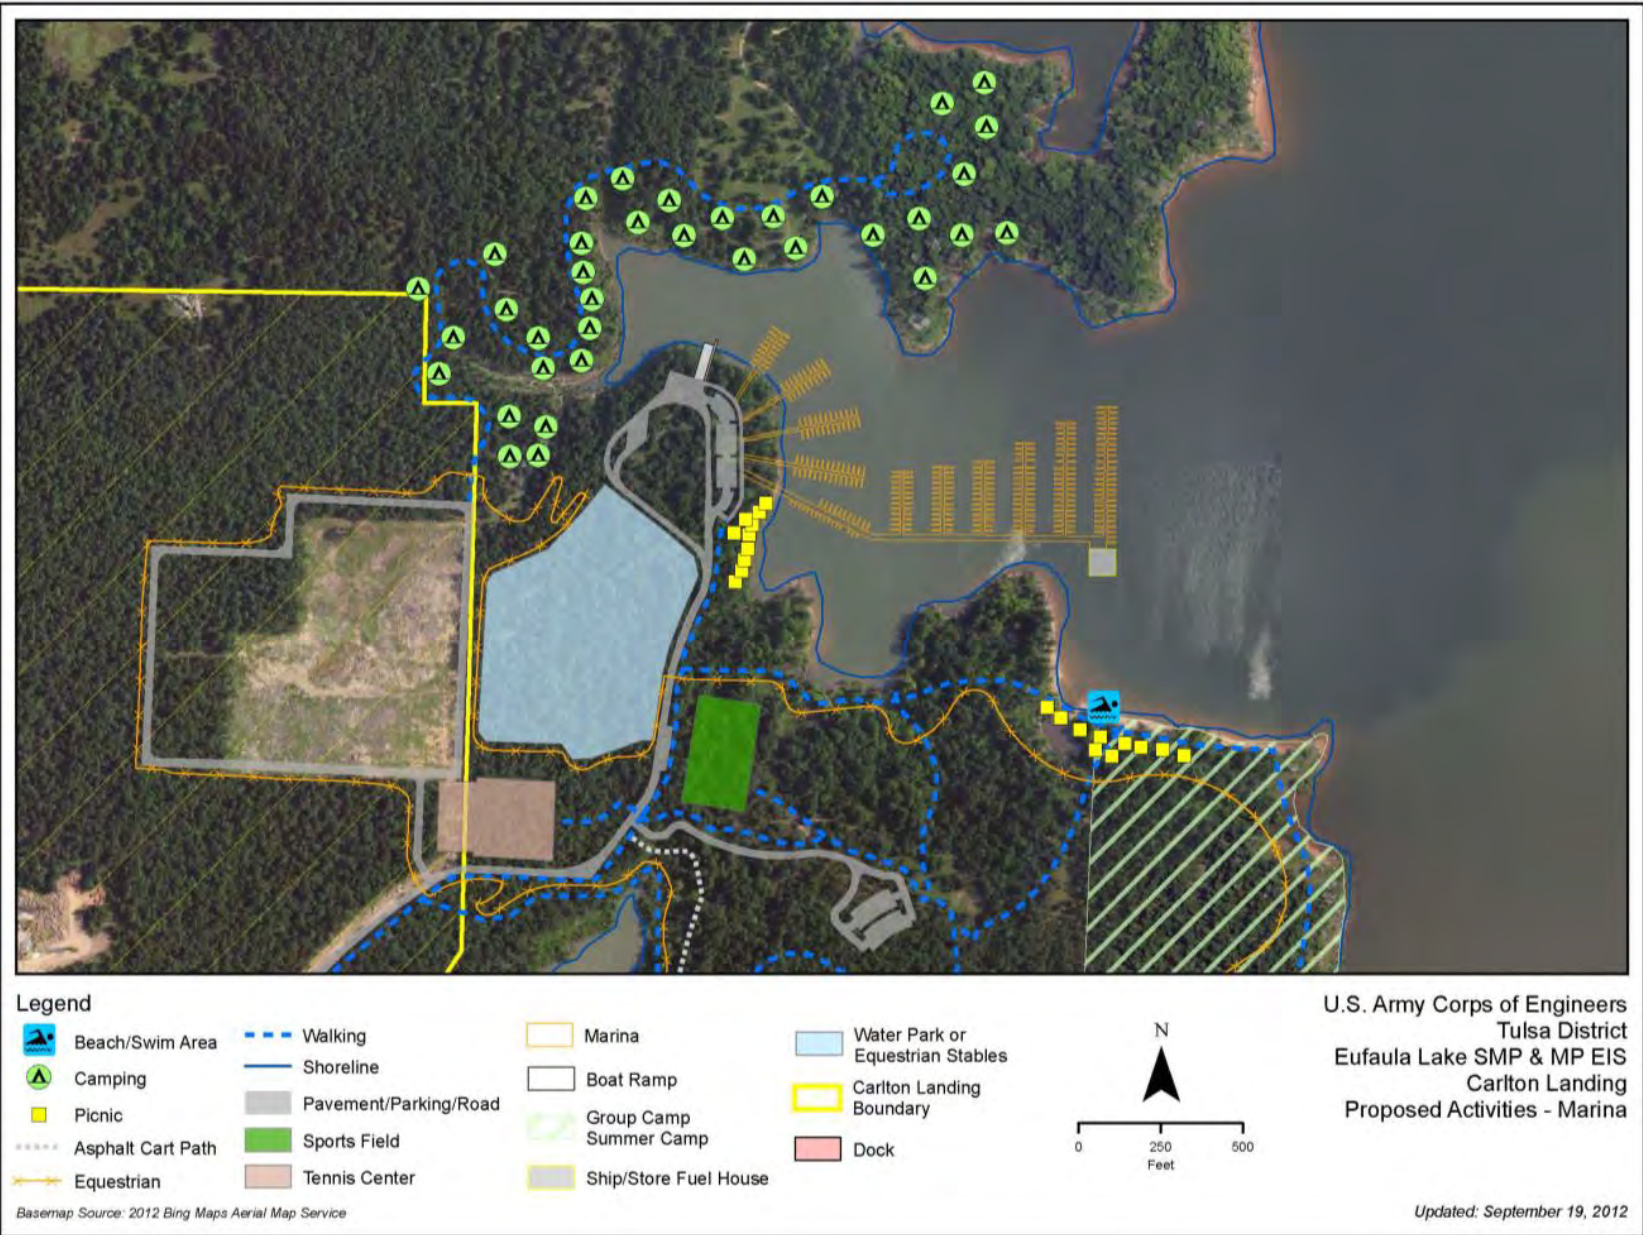 Legend
Beach/Swim Area
Camping
Picnic
Asphalt Cart Path
Equestrian
Walking
Shoreline
Pavement/Parking/Road
Sports Field
Tennis Center
Marina
Boat Ramp
Group Camp
Summer Camp
Ship/Store Fuel House
Water Park or
Equestrian Stables
Carlton Landing
Boundary
Dock
N
0 250 500
Feet
U.S. Army Corps of Engineers
Tulsa District
Eufaula Lake SMP & MP EIS
Carlton Landing
Proposed Activities - Marina
Basemap Source: 2012 Bing Maps Aerial Map Service
Updated: September 19, 2012